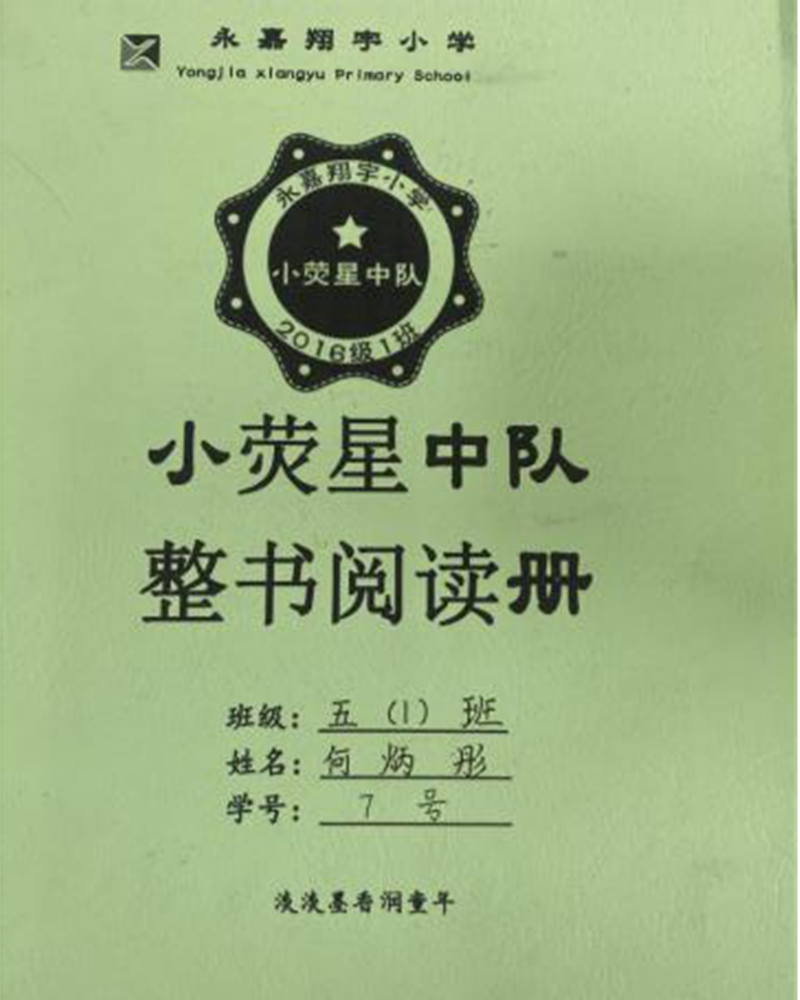 永嘉翔宇小学
Yongjia xiangyu Primary School
永嘉翔宇小学
小荧星中队
2016级1班
小荧星中队
整书阅读册
班级：五（1）班
姓名：何炳彤
学号：7号
淡淡墨香润童年